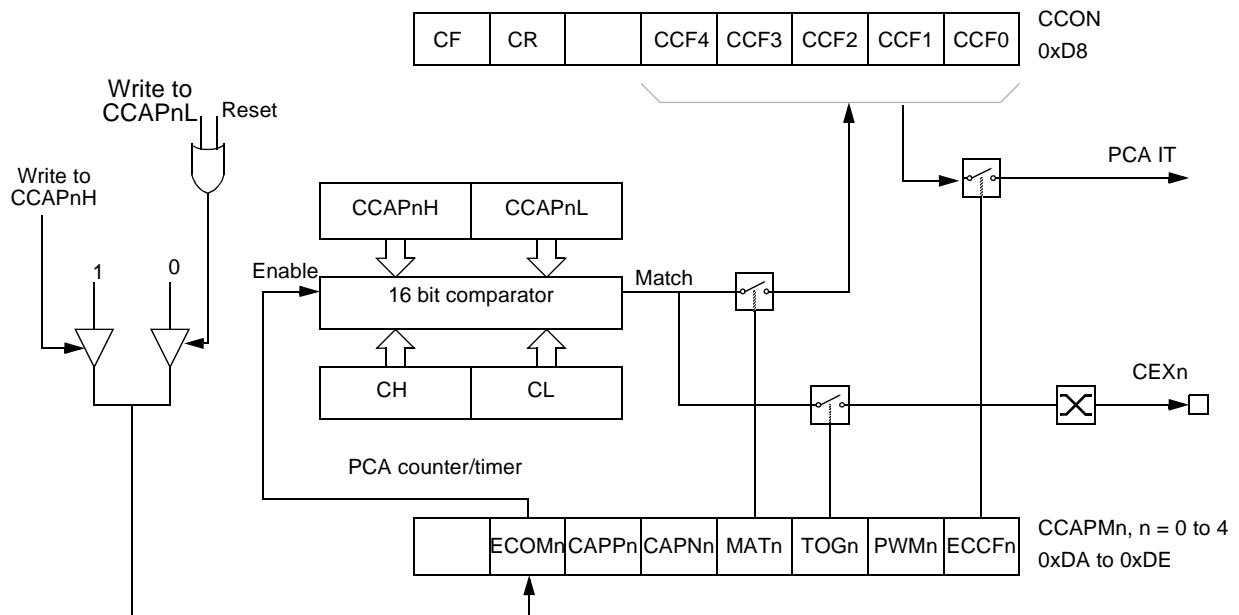 CF CR CCF4 CCF3 CCF2 CCF1 CCF0
CCON
0xD8
Write to
CCAPnL
Reset
Write to
CCAPnH
PCA IT
CCAPnH CCAPnL
1
0
Enable
16 bit comparator
Match
CH CL
CEXn
PCA counter/timer
ECOMn CAPPn CAPNn MATn TOGn PWMn ECCFn
CCAPMn, n = 0 to 4
0xDA to 0xDE